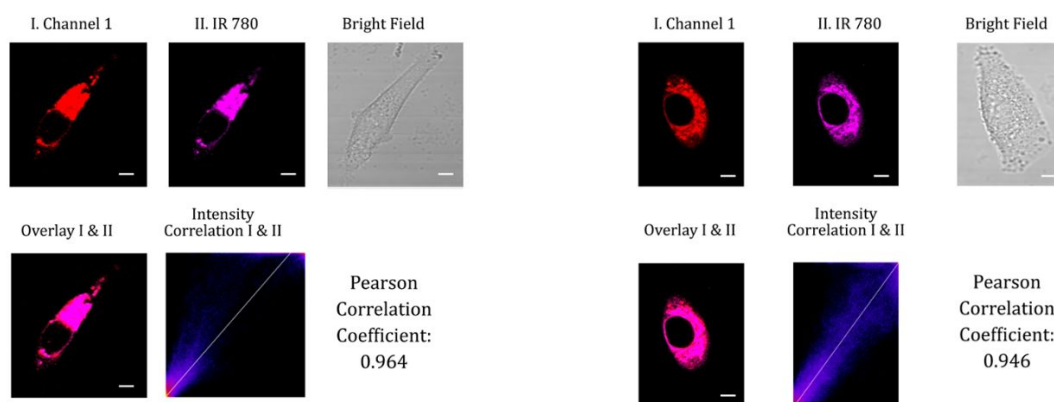 I. Channel 1
II. IR 780
Bright Field
Overlay I & II
Intensity
Correlation I & II
Pearson
Correlation
Coefficient:
0.964
I. Channel 1
II. IR 780
Bright Field
Overlay I & II
Intensity
Correlation I & II
Pearson
Correlation
Coefficient:
0.946